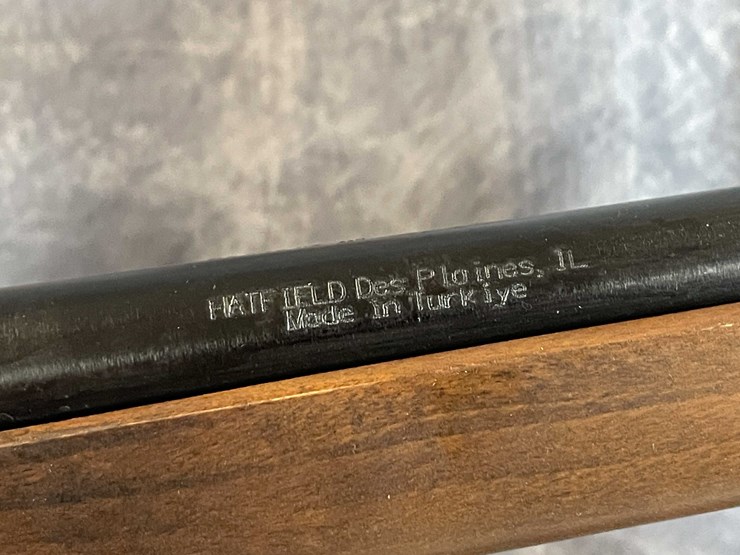 HATFIELD Des Plaines, IL
Made in Turkiye